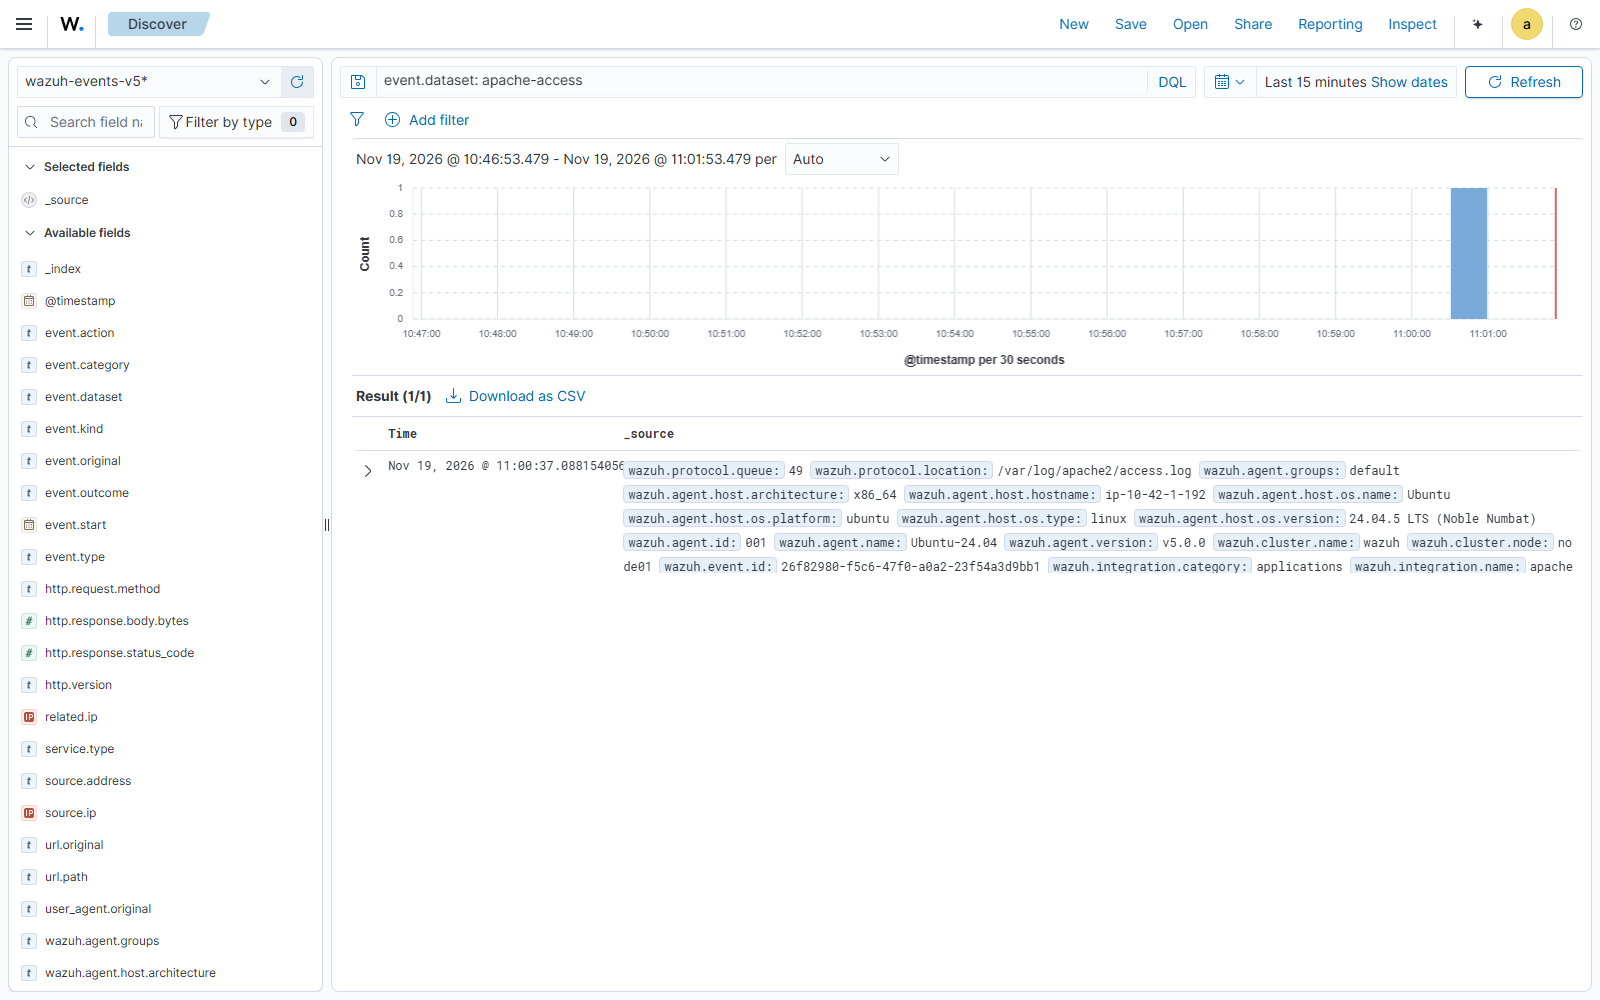 W.
Discover
New
Save
Open
Share
Reporting
Inspect
a
wazuh-events-v5*
Filter by type
0
Selected fields
_source
Available fields
_index
@timestamp
event.action
event.category
event.dataset
event.kind
event.original
event.outcome
event.start
event.type
http.request.method
http.response.body.bytes
http.response.status_code
http.version
related.ip
service.type
source.address
source.ip
url.original
url.path
user_agent.original
wazuh.agent.groups
wazuh.agent.host.architecture
Search field
event.dataset: apache-access
DQL
Last 15 minutes Show dates
Refresh
Add filter
Nov 19, 2026 @ 10:46:53.479 - Nov 19, 2026 @ 11:01:53.479 per
Auto
Count
1
0.8
0.6
0.4
0.2
0
10:47:00 10:48:00 10:49:00 10:50:00 10:51:00 10:52:00 10:53:00 10:54:00 10:55:00 10:56:00 10:57:00 10:58:00 10:59:00 11:00:00 11:01:00
@timestamp per 30 seconds
Result (1/1)
Download as CSV
Time
_source
Nov 19, 2026 @ 11:00:37.088154056
wazuh.protocol.queue: 49 wazuh.protocol.location: /var/log/apache2/access.log wazuh.agent.groups: default
wazuh.agent.host.architecture: x86_64 wazuh.agent.host.hostname: ip-10-42-1-192 wazuh.agent.host.os.name: Ubuntu
wazuh.agent.host.os.platform: ubuntu wazuh.agent.host.os.type: linux wazuh.agent.host.os.version: 24.04.5 LTS (Noble Numbat)
wazuh.agent.id: 001 wazuh.agent.name: Ubuntu-24.04 wazuh.agent.version: v5.0.0 wazuh.cluster.name: wazuh wazuh.cluster.node: no
de01 wazuh.event.id: 26f82980-f5c6-47f0-a0a2-23f54a3d9bb1 wazuh.integration.category: applications wazuh.integration.name: apache